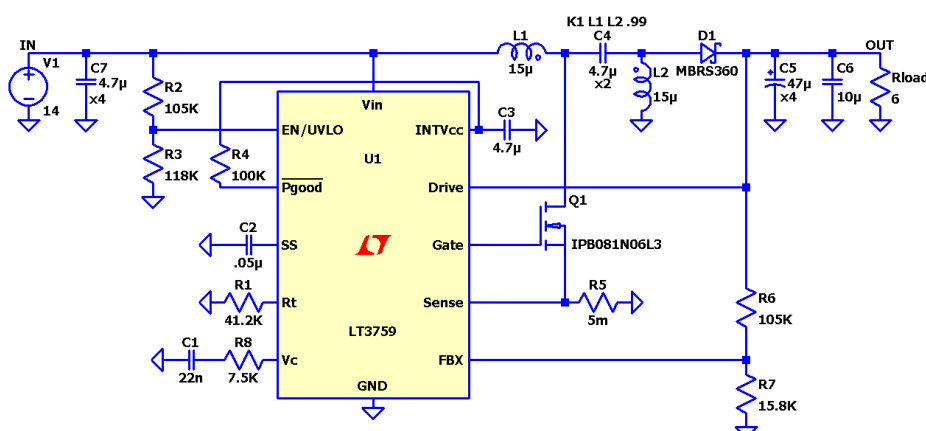 IN
V1
14
C7
4.7µ
x4
R2
105K
R3
118K
R4
100K
C2
.05µ
R1
41.2K
C1
22n
R8
7.5K
Vin
EN/UVLO
INTVcc
U1
Pgood
Drive
SS
Gate
Rt
Sense
LT3759
Vc
FBX
GND
C3
4.7µ
L1
15µ
K1 L1 L2 .99
C4
4.7µ
x2
L2
15µ
D1
MBRS360
Q1
IPB081N06L3
R5
5m
C5
47µ
x4
C6
10µ
OUT
Rload
6
R6
105K
R7
15.8K